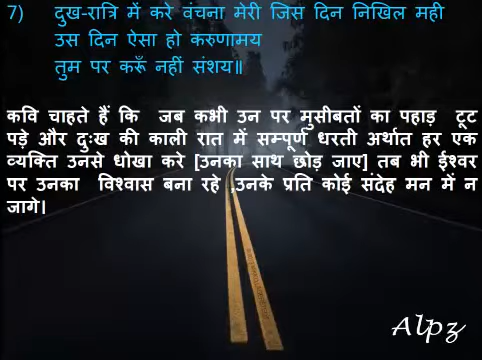 7) दुख-रात्रि में करे वंचना मेरी जिस दिन निखिल मही
उस दिन ऐसा हो करुणामय
तुम पर करूँ नहीं संशय॥
कवि चाहते हैं कि जब कभी उन पर मुसीबतों का पहाड़ टूट
पड़े और दुःख की काली रात में सम्पूर्ण धरती अर्थात हर एक
व्यक्ति उनसे धोखा करे [उनका साथ छोड़ जाए] तब भी ईश्वर
पर उनका विश्वास बना रहे ,उनके प्रति कोई संदेह मन में न
जागे।
Alpz